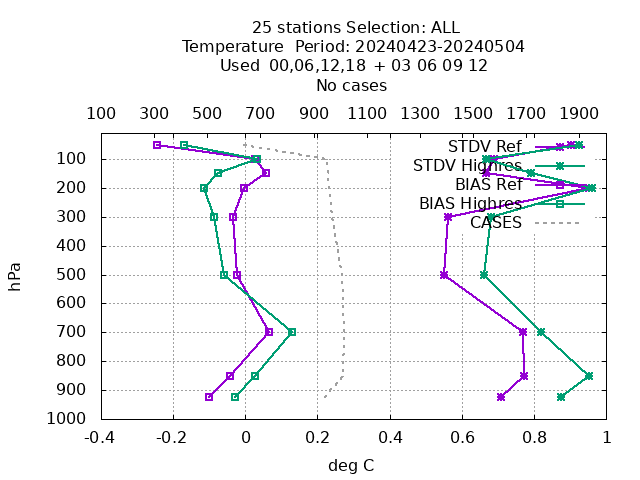 25 stations Selection: ALL
Temperature  Period: 20240423-20240504
Used  00,06,12,18  + 03 06 09 12
No cases
100 300 500 700 900 1100 1300 1500 1700 1900
STDV Ref
STDV Highres
BIAS Ref
BIAS Highres
CASES
hPa
100
200
300
400
500
600
700
800
900
1000
-0.4 -0.2 0 0.2 0.4 0.6 0.8 1
deg C